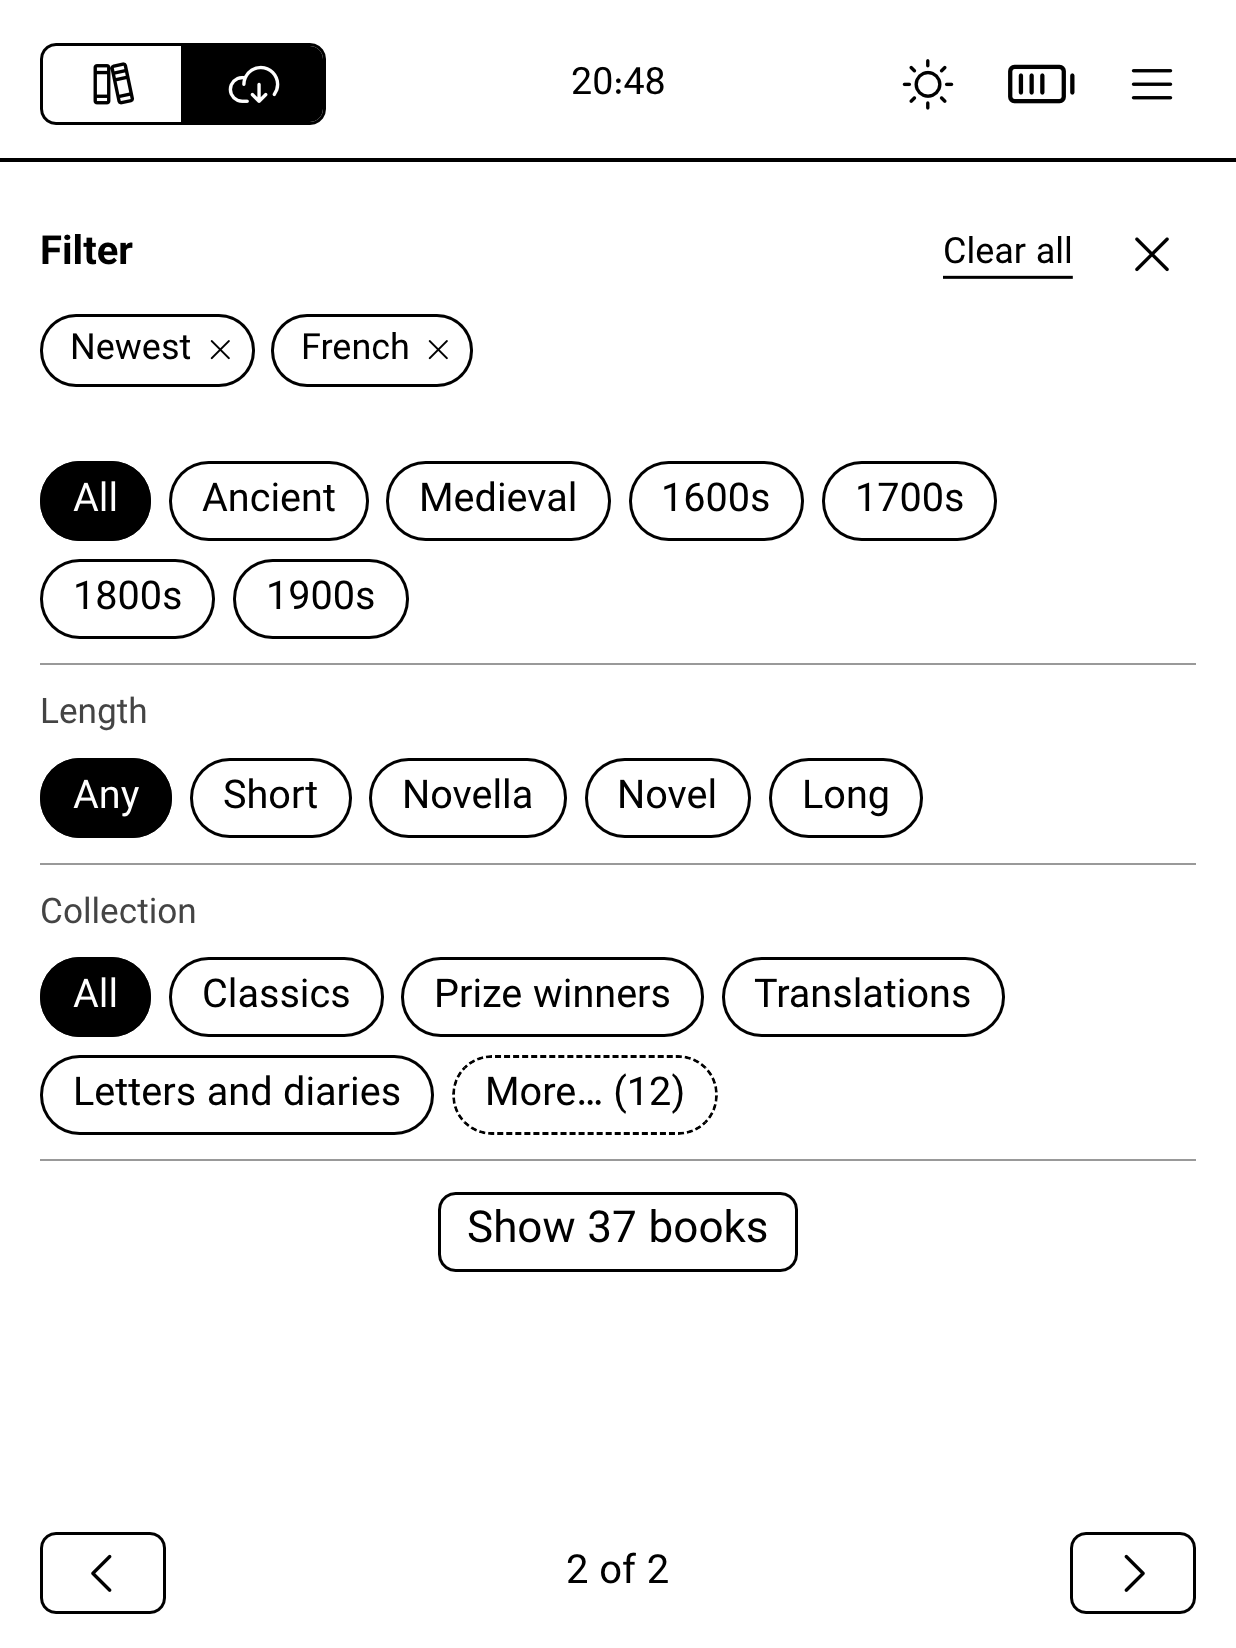 20:48
Filter Clear all
Newest French
All Ancient Medieval 1600s 1700s
1800s 1900s
Length
Any Short Novella Novel Long
Collection
All Classics Prize winners Translations
Letters and diaries More... (12)
Show 37 books
2 of 2